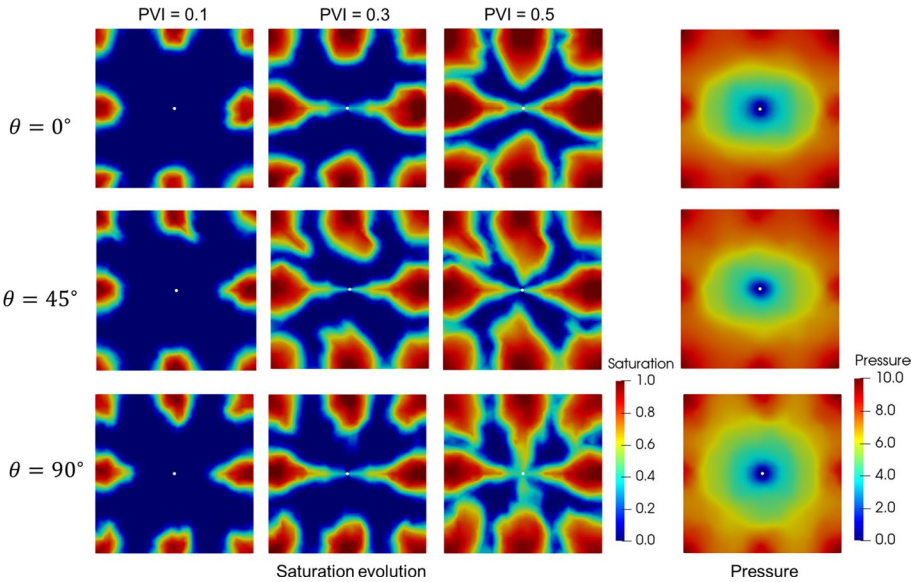 PVI = 0.1 PVI = 0.3 PVI = 0.5
θ = 0°
θ = 45°
Saturation Pressure
1.0 10.0
0.8 8.0
θ = 90°
0.6 6.0
0.4 4.0
0.2 2.0
0.0 0.0
Saturation evolution Pressure